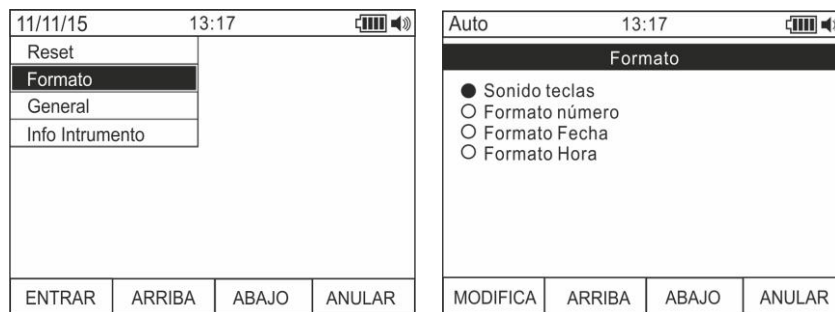 11/11/15 13:17
Reset
Formato
General
Info Intrumento
ENTRAR ARRIBA ABAJO ANULAR
Auto 13:17
Formato
Sonido teclas
Formato número
Formato Fecha
Formato Hora
MODIFICA ARRIBA ABAJO ANULAR